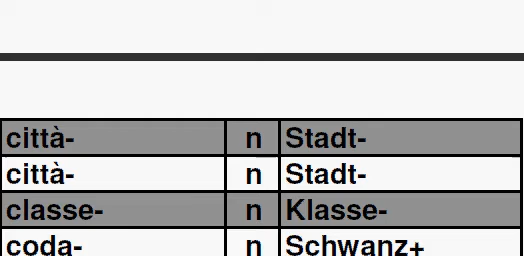 città- n Stadt-
città- n Stadt-
classe- n Klasse-
coda- n Schwanz+